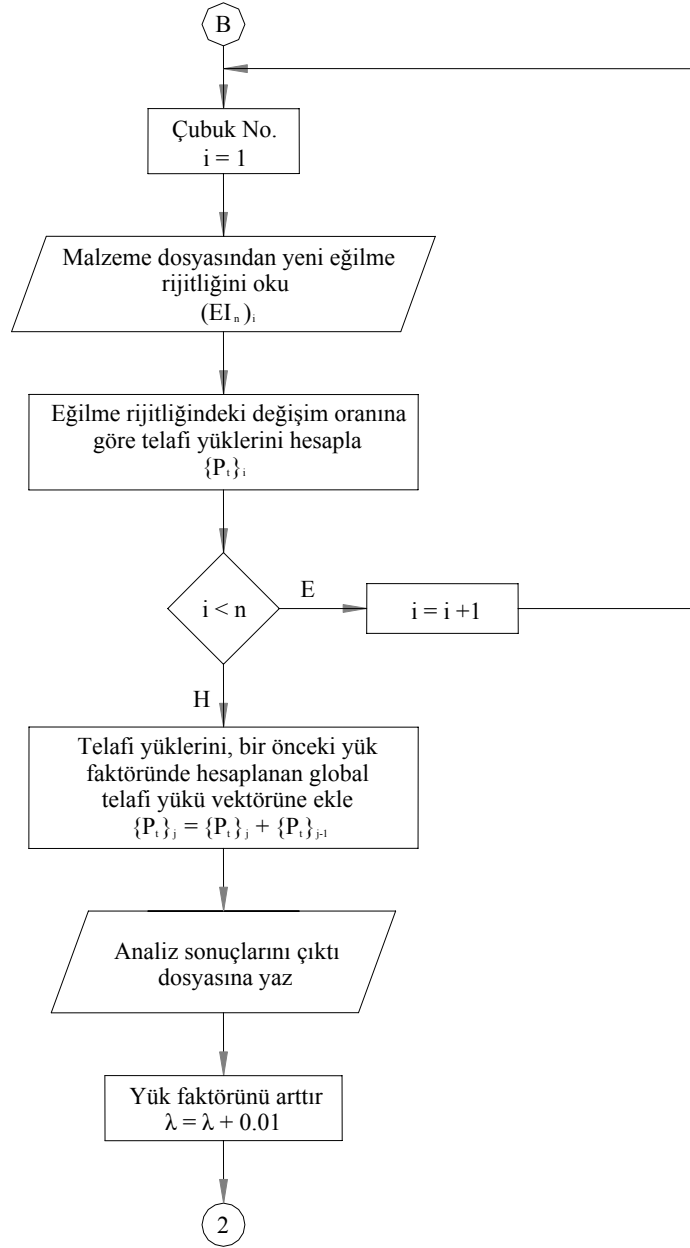 B
Çubuk No.
i = 1
Malzeme dosyasından yeni eğilme
rijitliğini oku
(EIₙ)ᵢ
Eğilme rijitliğindeki değişim oranına
göre telafi yüklerini hesapla
{Pₜ}ᵢ
i < n
E
i = i +1
H
Telafi yüklerini, bir önceki yük
faktöründe hesaplanan global
telafi yükü vektörüne ekle
{Pₜ}ⱼ = {Pₜ}ⱼ + {Pₜ}ⱼ₋₁
Analiz sonuçlarını çıktı
dosyasına yaz
Yük faktörünü arttır
λ = λ + 0.01
2